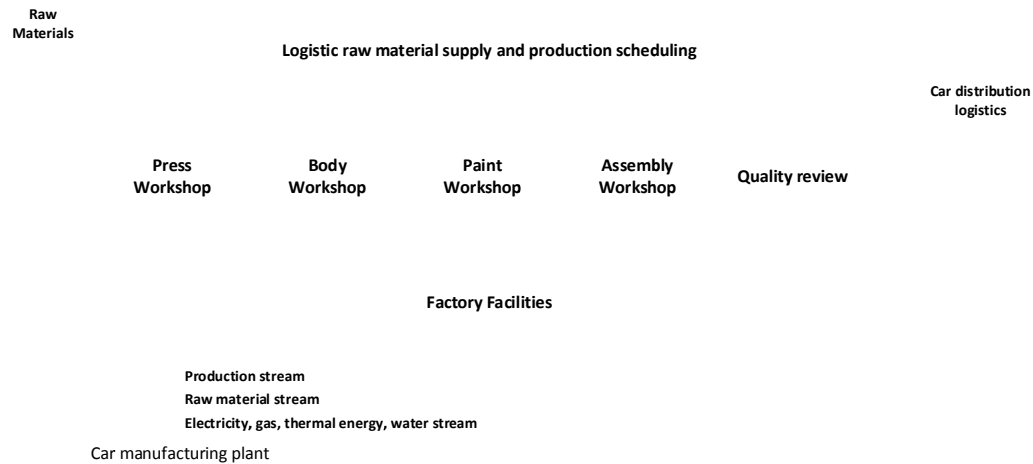 Raw
Materials
Logistic raw material supply and production scheduling
Car distribution
logistics
Press
Workshop
Body
Workshop
Paint
Workshop
Assembly
Workshop
Quality review
Factory Facilities
Production stream
Raw material stream
Electricity, gas, thermal energy, water stream
Car manufacturing plant